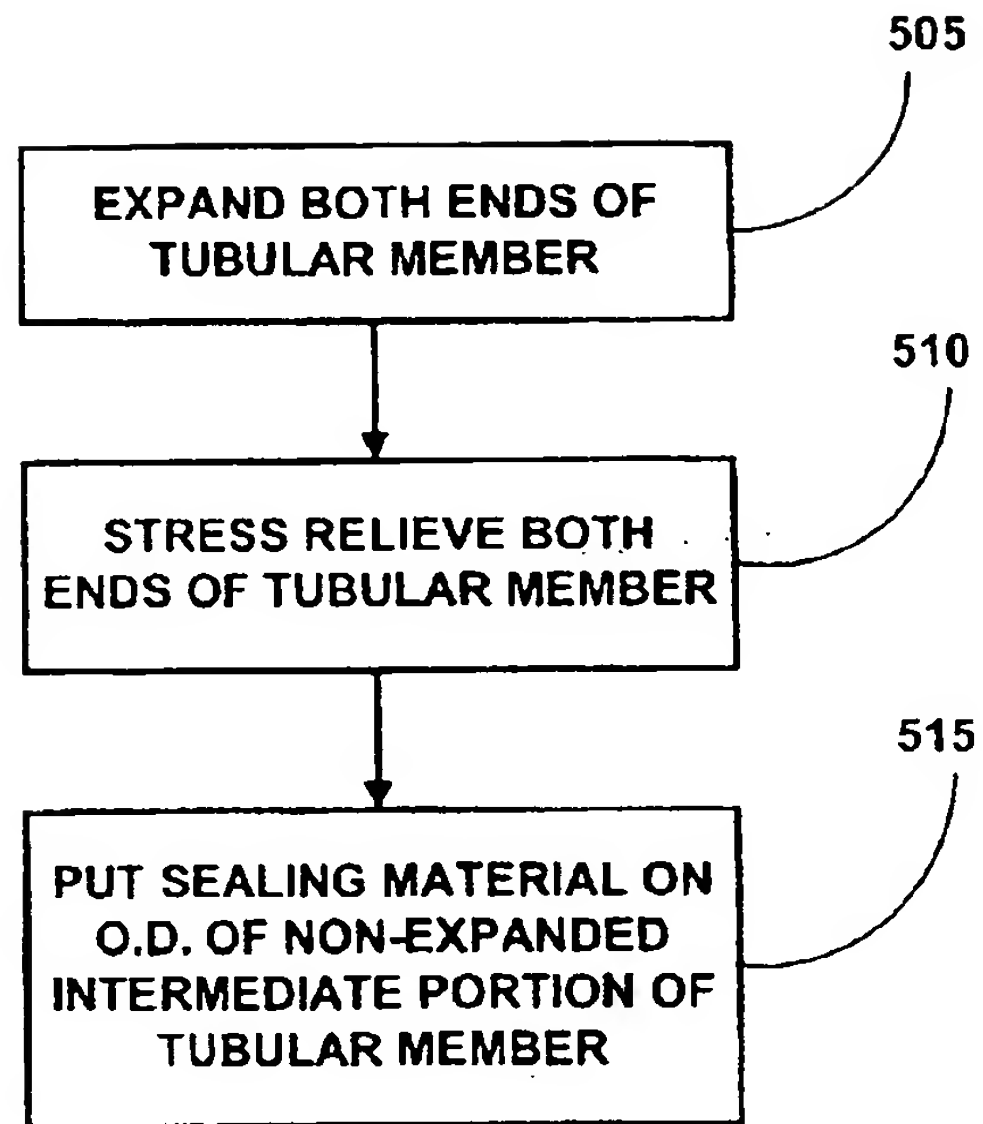 505
EXPAND BOTH ENDS OF
TUBULAR MEMBER
510
STRESS RELIEVE BOTH
ENDS OF TUBULAR MEMBER
515
PUT SEALING MATERIAL ON
O.D. OF NON-EXPANDED
INTERMEDIATE PORTION OF
TUBULAR MEMBER